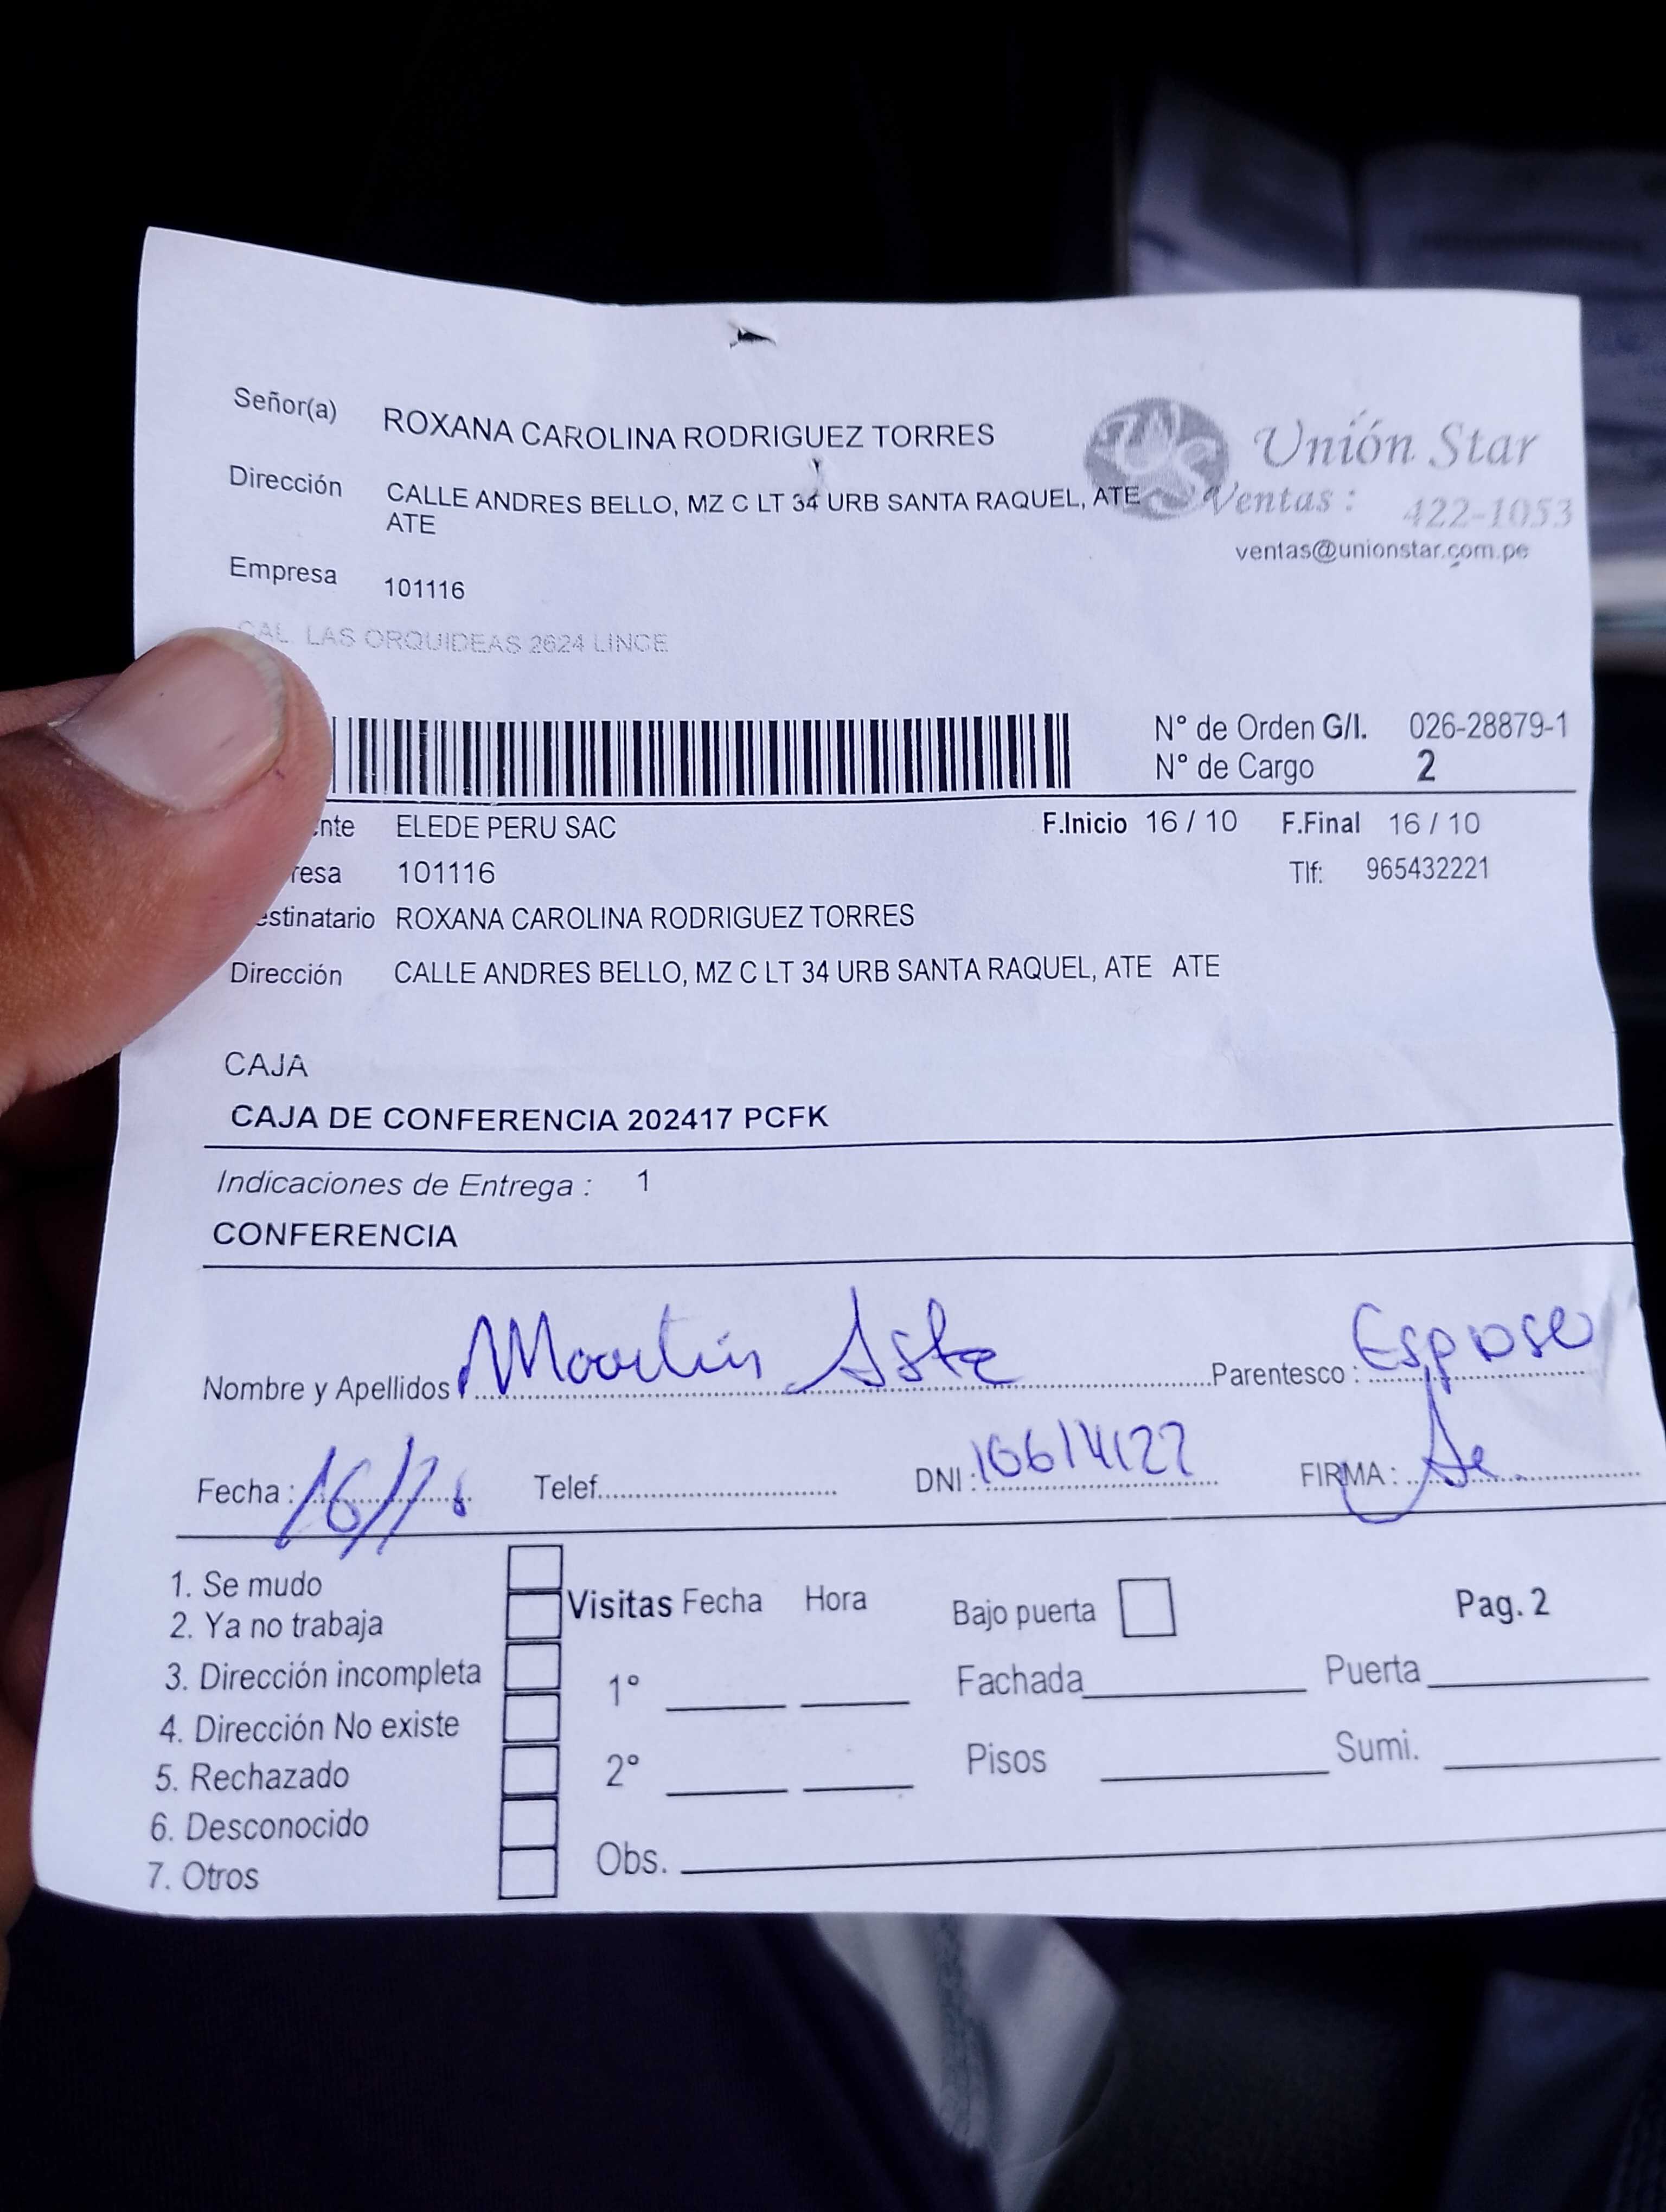 Señor(a) ROXANA CAROLINA RODRIGUEZ TORRES
Unión Star
Dirección CALLE ANDRES BELLO, MZ C LT 34 URB SANTA RAQUEL, ATE
ATE
Ventas : 422-1053
ventas@unionstar.com.pe
Empresa 101116
CAL. LAS ORQUIDEAS 2624 LINCE
N° de Orden G/I. 026-28879-1
N° de Cargo 2
nte ELEDE PERU SAC F.Inicio 16 / 10 F.Final 16 / 10
resa 101116 Tlf: 965432221
estinatario ROXANA CAROLINA RODRIGUEZ TORRES
Dirección CALLE ANDRES BELLO, MZ C LT 34 URB SANTA RAQUEL, ATE ATE
CAJA
CAJA DE CONFERENCIA 202417 PCFK
Indicaciones de Entrega : 1
CONFERENCIA
Nombre y Apellidos Martín Aste Parentesco : Esposo
Fecha : Telef. DNI : 10614127 FIRMA :
1. Se mudo
2. Ya no trabaja
3. Dirección incompleta
4. Dirección No existe
5. Rechazado
6. Desconocido
7. Otros
Visitas Fecha Hora
1°
2°
Obs.
Bajo puerta Pag. 2
Fachada Puerta
Pisos Sumi.